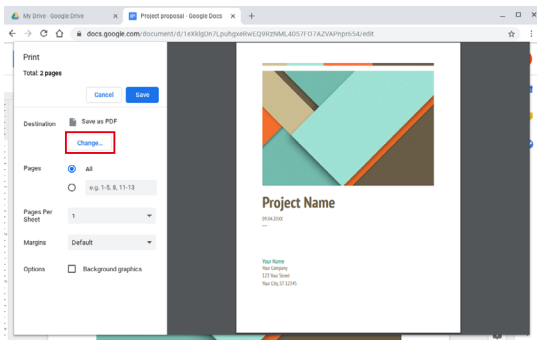 My Drive - Google Drive
Project proposal - Google Docs
docs.google.com/document/d/1eXklgDn7LpuhgxeRwEQ9RzNML4OS7FO7AZVAPnpr654/edit
Print
Total: 2 pages
Cancel
Save
Destination
Save as PDF
Change...
Pages
All
e.g. 1-5, 8, 11-13
Pages Per
Sheet
1
Margins
Default
Options
Background graphics
Project Name
09.04.20XX
Your Name
Your Company
123 Your Street
Your City, ST 12345